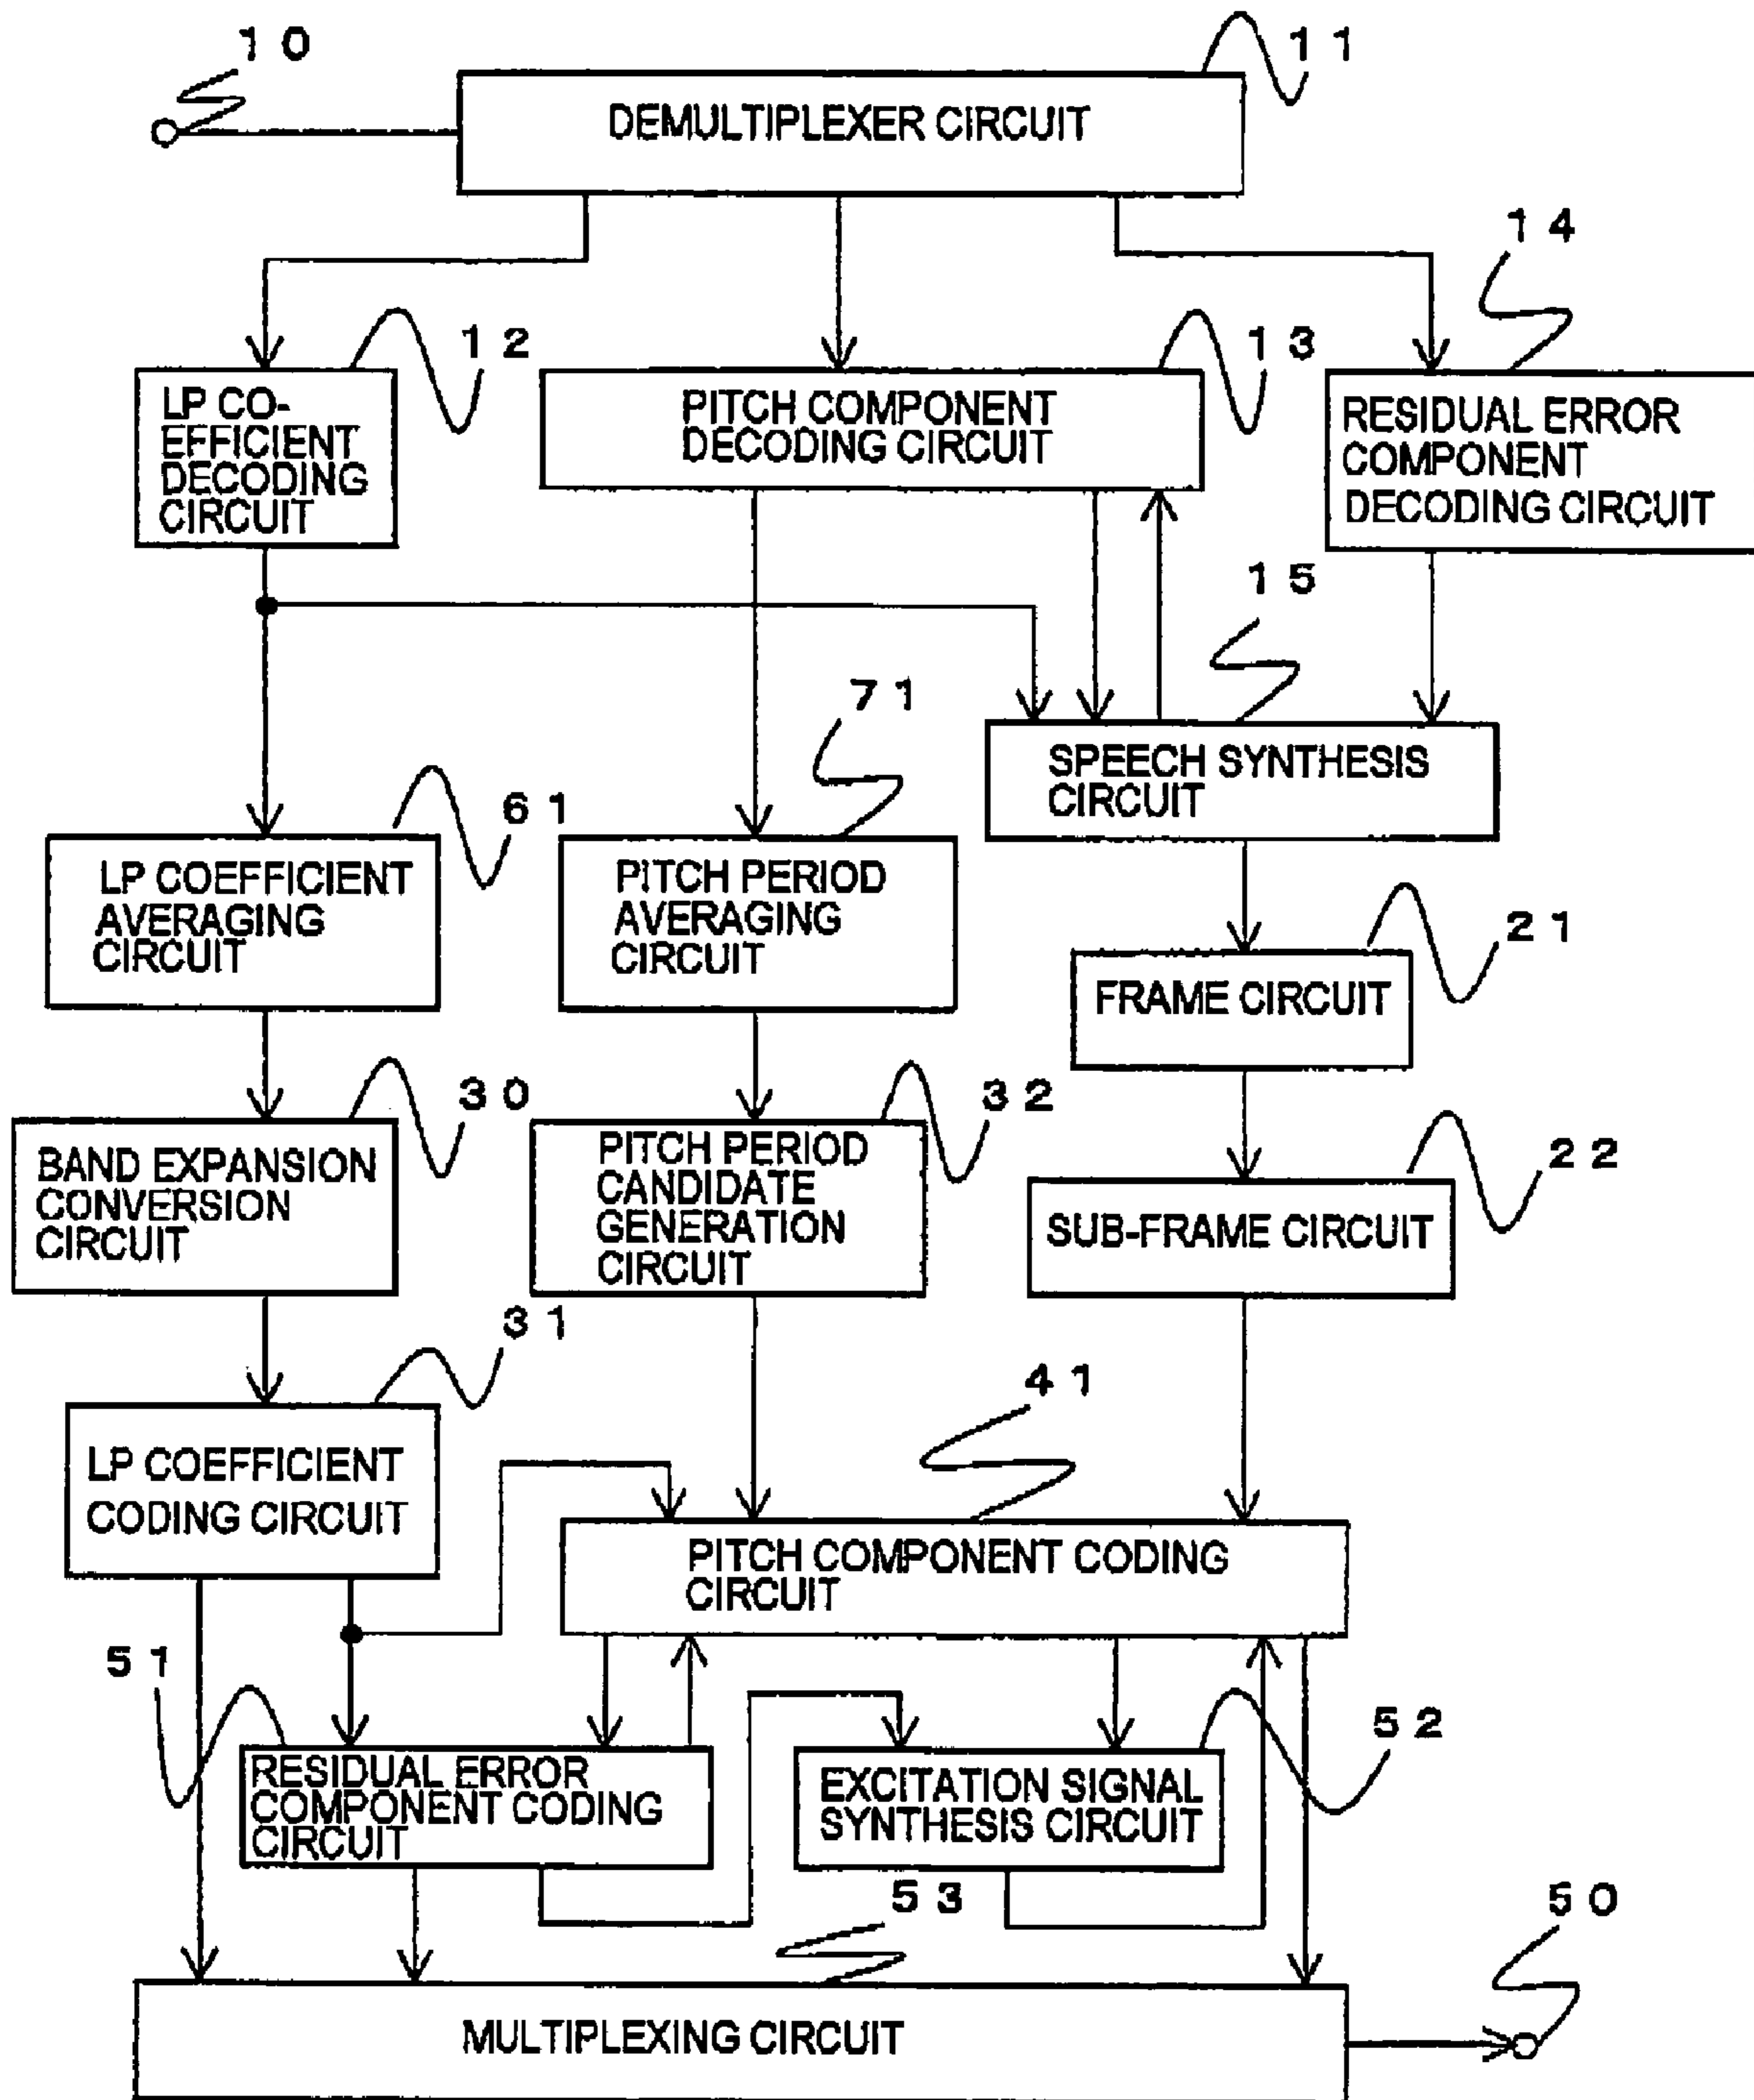 10
11
DEMULTIPLEXER CIRCUIT
14
12
13
LP CO-
EFFICIENT
DECODING
CIRCUIT
PITCH COMPONENT
DECODING CIRCUIT
RESIDUAL ERROR
COMPONENT
DECODING CIRCUIT
15
71
SPEECH SYNTHESIS
CIRCUIT
61
LP COEFFICIENT
AVERAGING
CIRCUIT
PITCH PERIOD
AVERAGING
CIRCUIT
21
FRAME CIRCUIT
30
32
BAND EXPANSION
CONVERSION
CIRCUIT
PITCH PERIOD
CANDIDATE
GENERATION
CIRCUIT
22
SUB-FRAME CIRCUIT
31
41
LP COEFFICIENT
CODING CIRCUIT
PITCH COMPONENT CODING
CIRCUIT
51
52
RESIDUAL ERROR
COMPONENT CODING
CIRCUIT
EXCITATION SIGNAL
SYNTHESIS CIRCUIT
53
50
MULTIPLEXING CIRCUIT